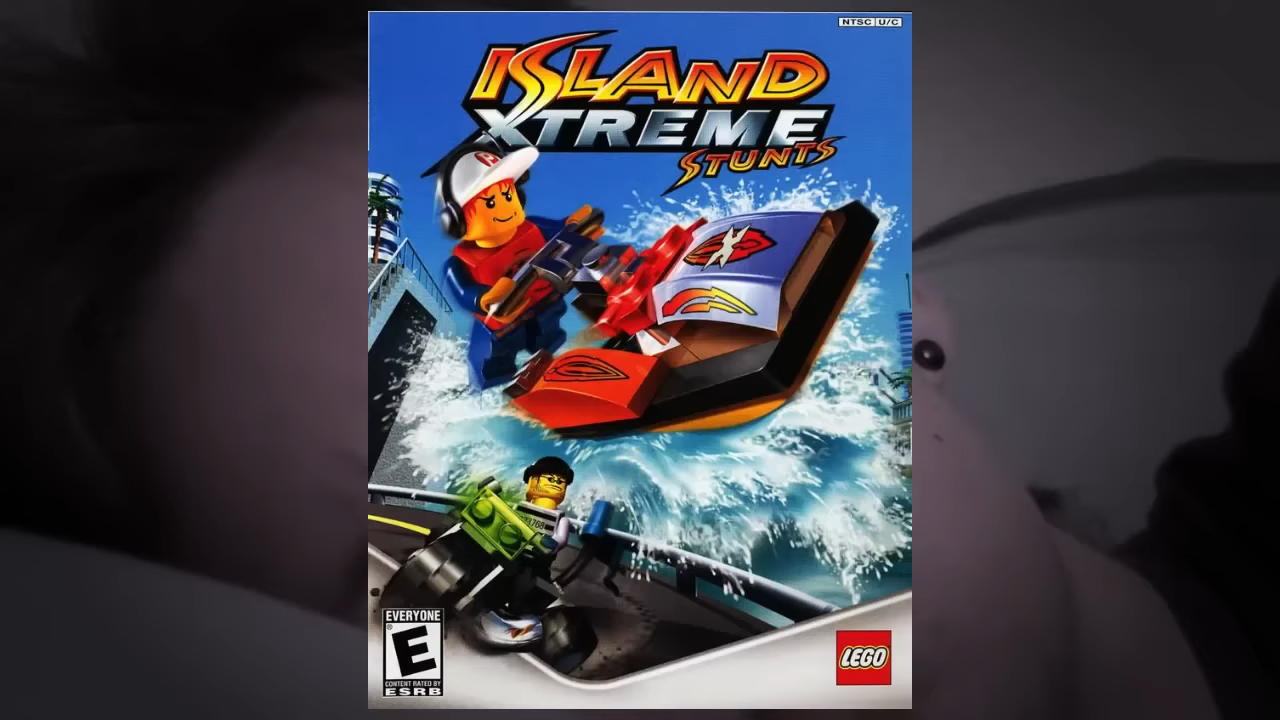 NTSC U/C
ISLAND
XTREME
STUNTS
EVERYONE
E
CONTENT RATED BY
ESRB
LEGO